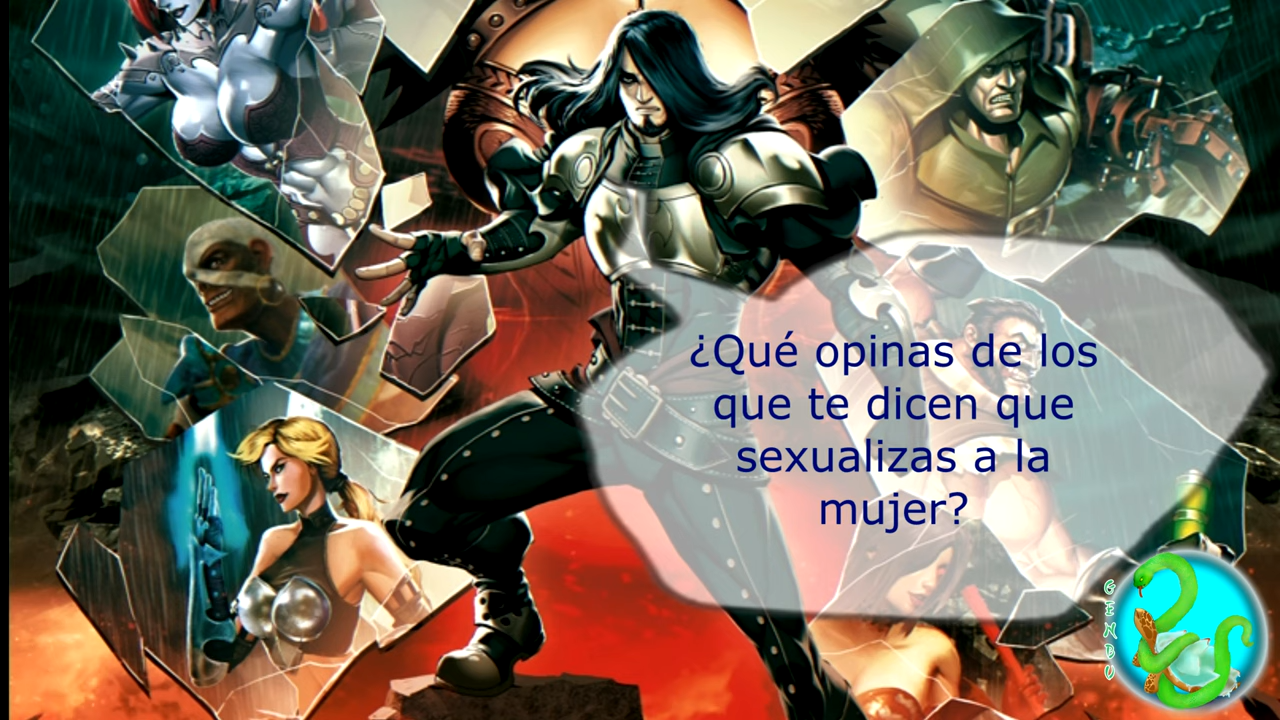 ¿Qué opinas de los
que te dicen que
sexualizas a la
mujer?
GENDU